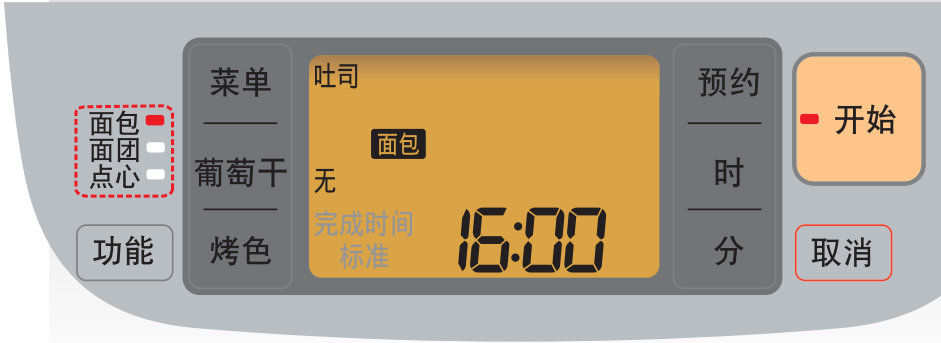 面包
面团
点心
功能
菜单
葡萄干
烤色
吐司
面包
无
完成时间
标准
16:00
预约
时
分
开始
取消